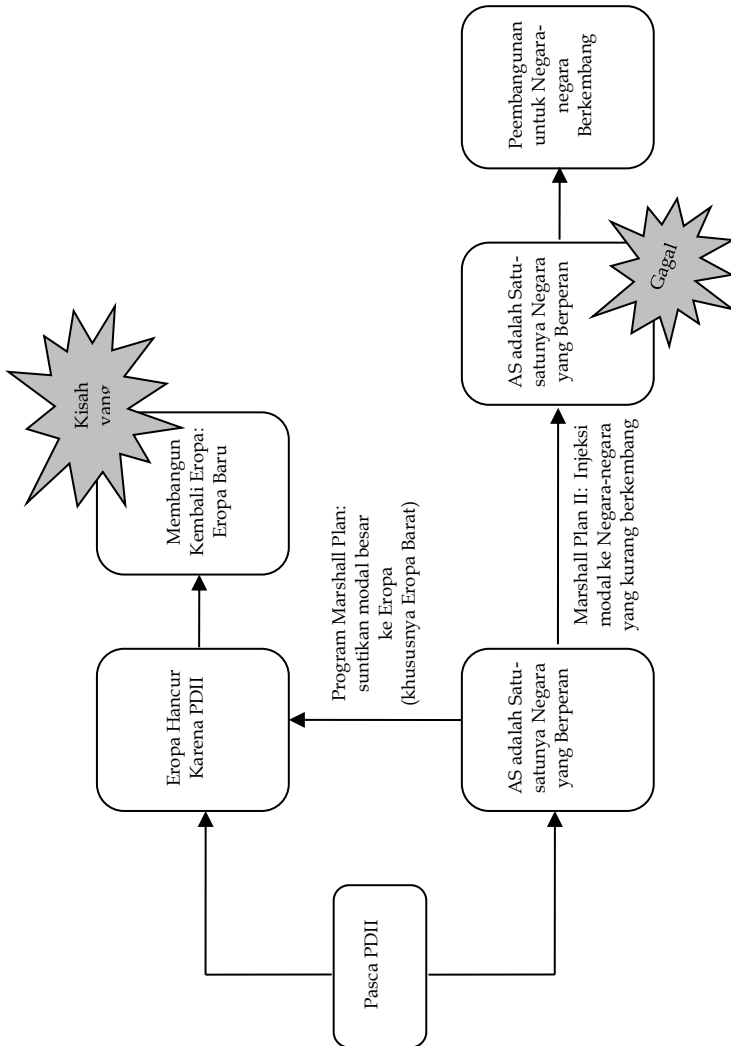 Pasca PDII
Eropa Hancur
Karena PDII
Membangun
Kembali Eropa:
Eropa Baru
Kisah
yang
Program Marshall Plan:
suntikan modal besar
ke Eropa
(khususnya Eropa Barat)
AS adalah Satu-
satunya Negara
yang Berperan
Marshall Plan II:  Injeksi
modal ke Negara-negara
yang kurang berkembang
AS adalah Satu-
satunya Negara
yang Berperan
Gagal
Peembangunan
untuk Negara-
negara
Berkembang